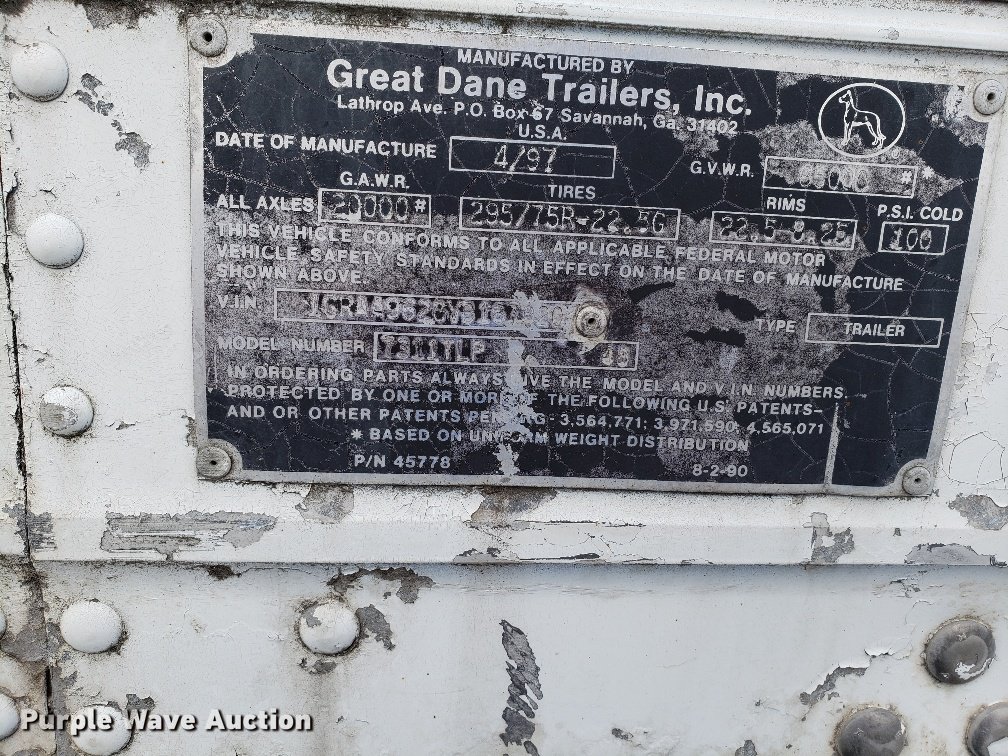 MANUFACTURED BY
Great Dane Trailers, Inc.
Lathrop Ave. P.O. Box 67 Savannah, Ga. 31402
U.S.A.
DATE OF MANUFACTURE 4/97 G.V.W.R. # *
G.A.W.R. TIRES RIMS P.S.I. COLD
ALL AXLES 20000# 295/75R-22.5G 22.5-8.25 100
THIS VEHICLE CONFORMS TO ALL APPLICABLE FEDERAL MOTOR
VEHICLE SAFETY STANDARDS IN EFFECT ON THE DATE OF MANUFACTURE
SHOWN ABOVE.
V.I.N TYPE TRAILER
MODEL NUMBER 7311TLP
IN ORDERING PARTS ALWAYS GIVE THE MODEL AND V.I.N. NUMBERS.
PROTECTED BY ONE OR MORE OF THE FOLLOWING U.S. PATENTS-
AND OR OTHER PATENTS PENDING: 3,564,771; 3,971,590; 4,565,071
* BASED ON UNIFORM WEIGHT DISTRIBUTION
P/N 45778 8-2-90
Purple Wave Auction